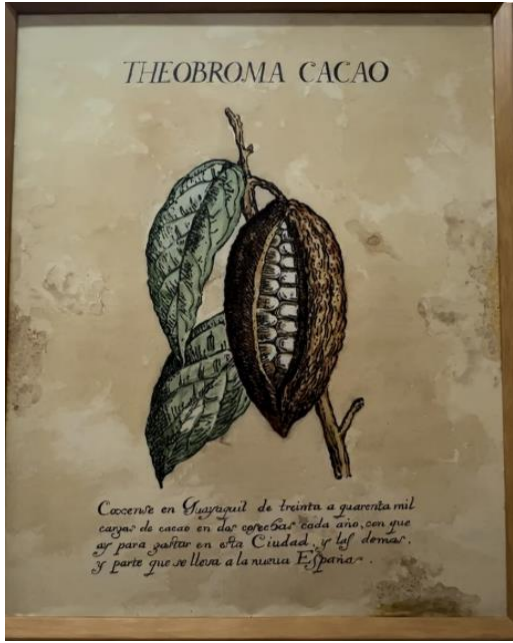 THEOBROMA CACAO
Cocense en Guayaquil de treinta a quarenta mil
cargas de cacao en dos cosechas cada año, con que
ay para gastar en esta Ciudad, y las demas,
y parte que se lleva a la nueua España.